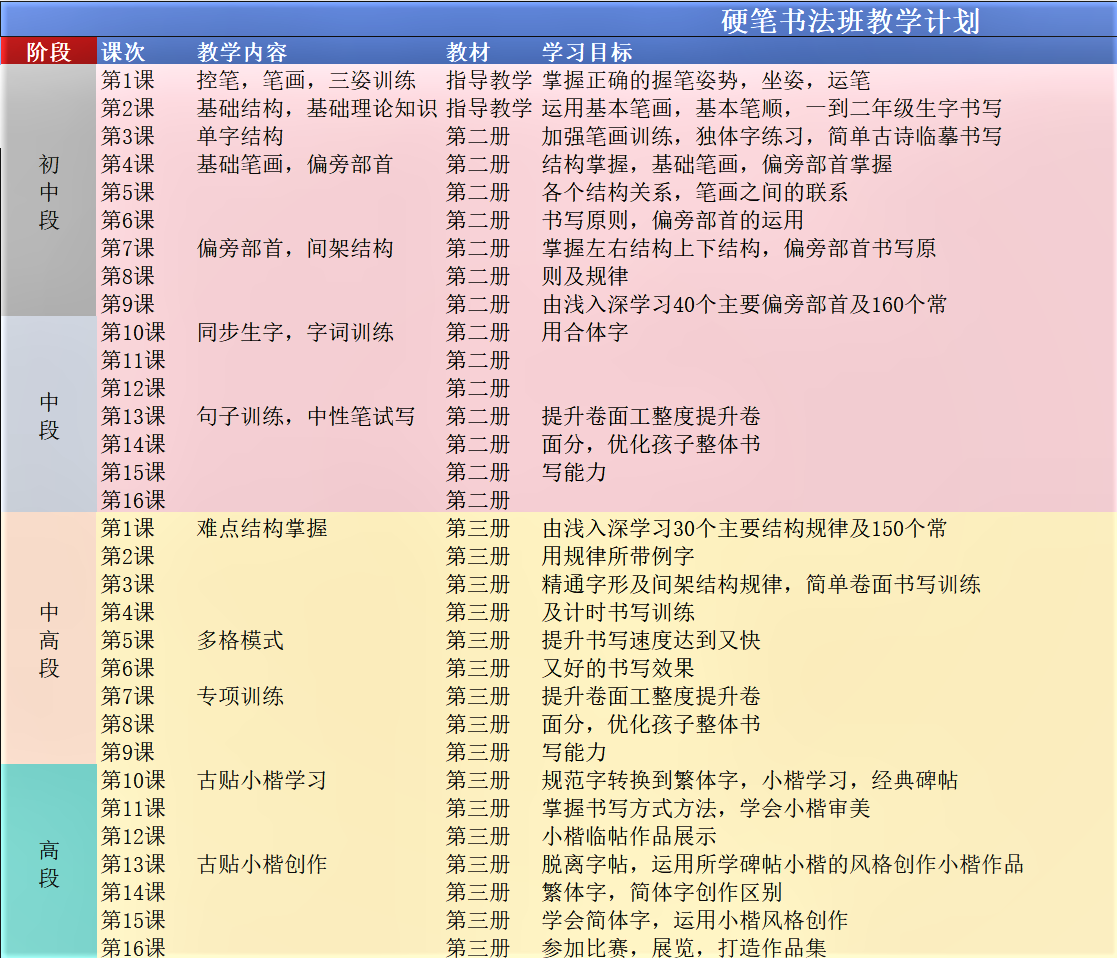 硬笔书法班教学计划
阶段 课次 教学内容 教材 学习目标
第1课 控笔，笔画，三姿训练 指导教学 掌握正确的握笔姿势，坐姿，运笔
第2课 基础结构，基础理论知识 指导教学 运用基本笔画，基本笔顺，一到二年级生字书写
第3课 单字结构 第二册 加强笔画训练，独体字练习，简单古诗临摹书写
初 第4课 基础笔画，偏旁部首 第二册 结构掌握，基础笔画，偏旁部首掌握
中 第5课 第二册 各个结构关系，笔画之间的联系
段 第6课 第二册 书写原则，偏旁部首的运用
第7课 偏旁部首，间架结构 第二册 掌握左右结构上下结构，偏旁部首书写原
第8课 第二册 则及规律
第9课 第二册 由浅入深学习40个主要偏旁部首及160个常
第10课 同步生字，字词训练 第二册 用合体字
第11课 第二册
第12课 第二册
中 第13课 句子训练，中性笔试写 第二册 提升卷面工整度提升卷
段 第14课 第二册 面分，优化孩子整体书
第15课 第二册 写能力
第16课 第二册
第1课 难点结构掌握 第三册 由浅入深学习30个主要结构规律及150个常
第2课 第三册 用规律所带例字
第3课 第三册 精通字形及间架结构规律，简单卷面书写训练
中 第4课 第三册 及计时书写训练
高 第5课 多格模式 第三册 提升书写速度达到又快
段 第6课 第三册 又好的书写效果
第7课 专项训练 第三册 提升卷面工整度提升卷
第8课 第三册 面分，优化孩子整体书
第9课 第三册 写能力
第10课 古贴小楷学习 第三册 规范字转换到繁体字，小楷学习，经典碑帖
第11课 第三册 掌握书写方式方法，学会小楷审美
第12课 第三册 小楷临帖作品展示
高 第13课 古贴小楷创作 第三册 脱离字帖，运用所学碑帖小楷的风格创作小楷作品
段 第14课 第三册 繁体字，简体字创作区别
第15课 第三册 学会简体字，运用小楷风格创作
第16课 第三册 参加比赛，展览，打造作品集